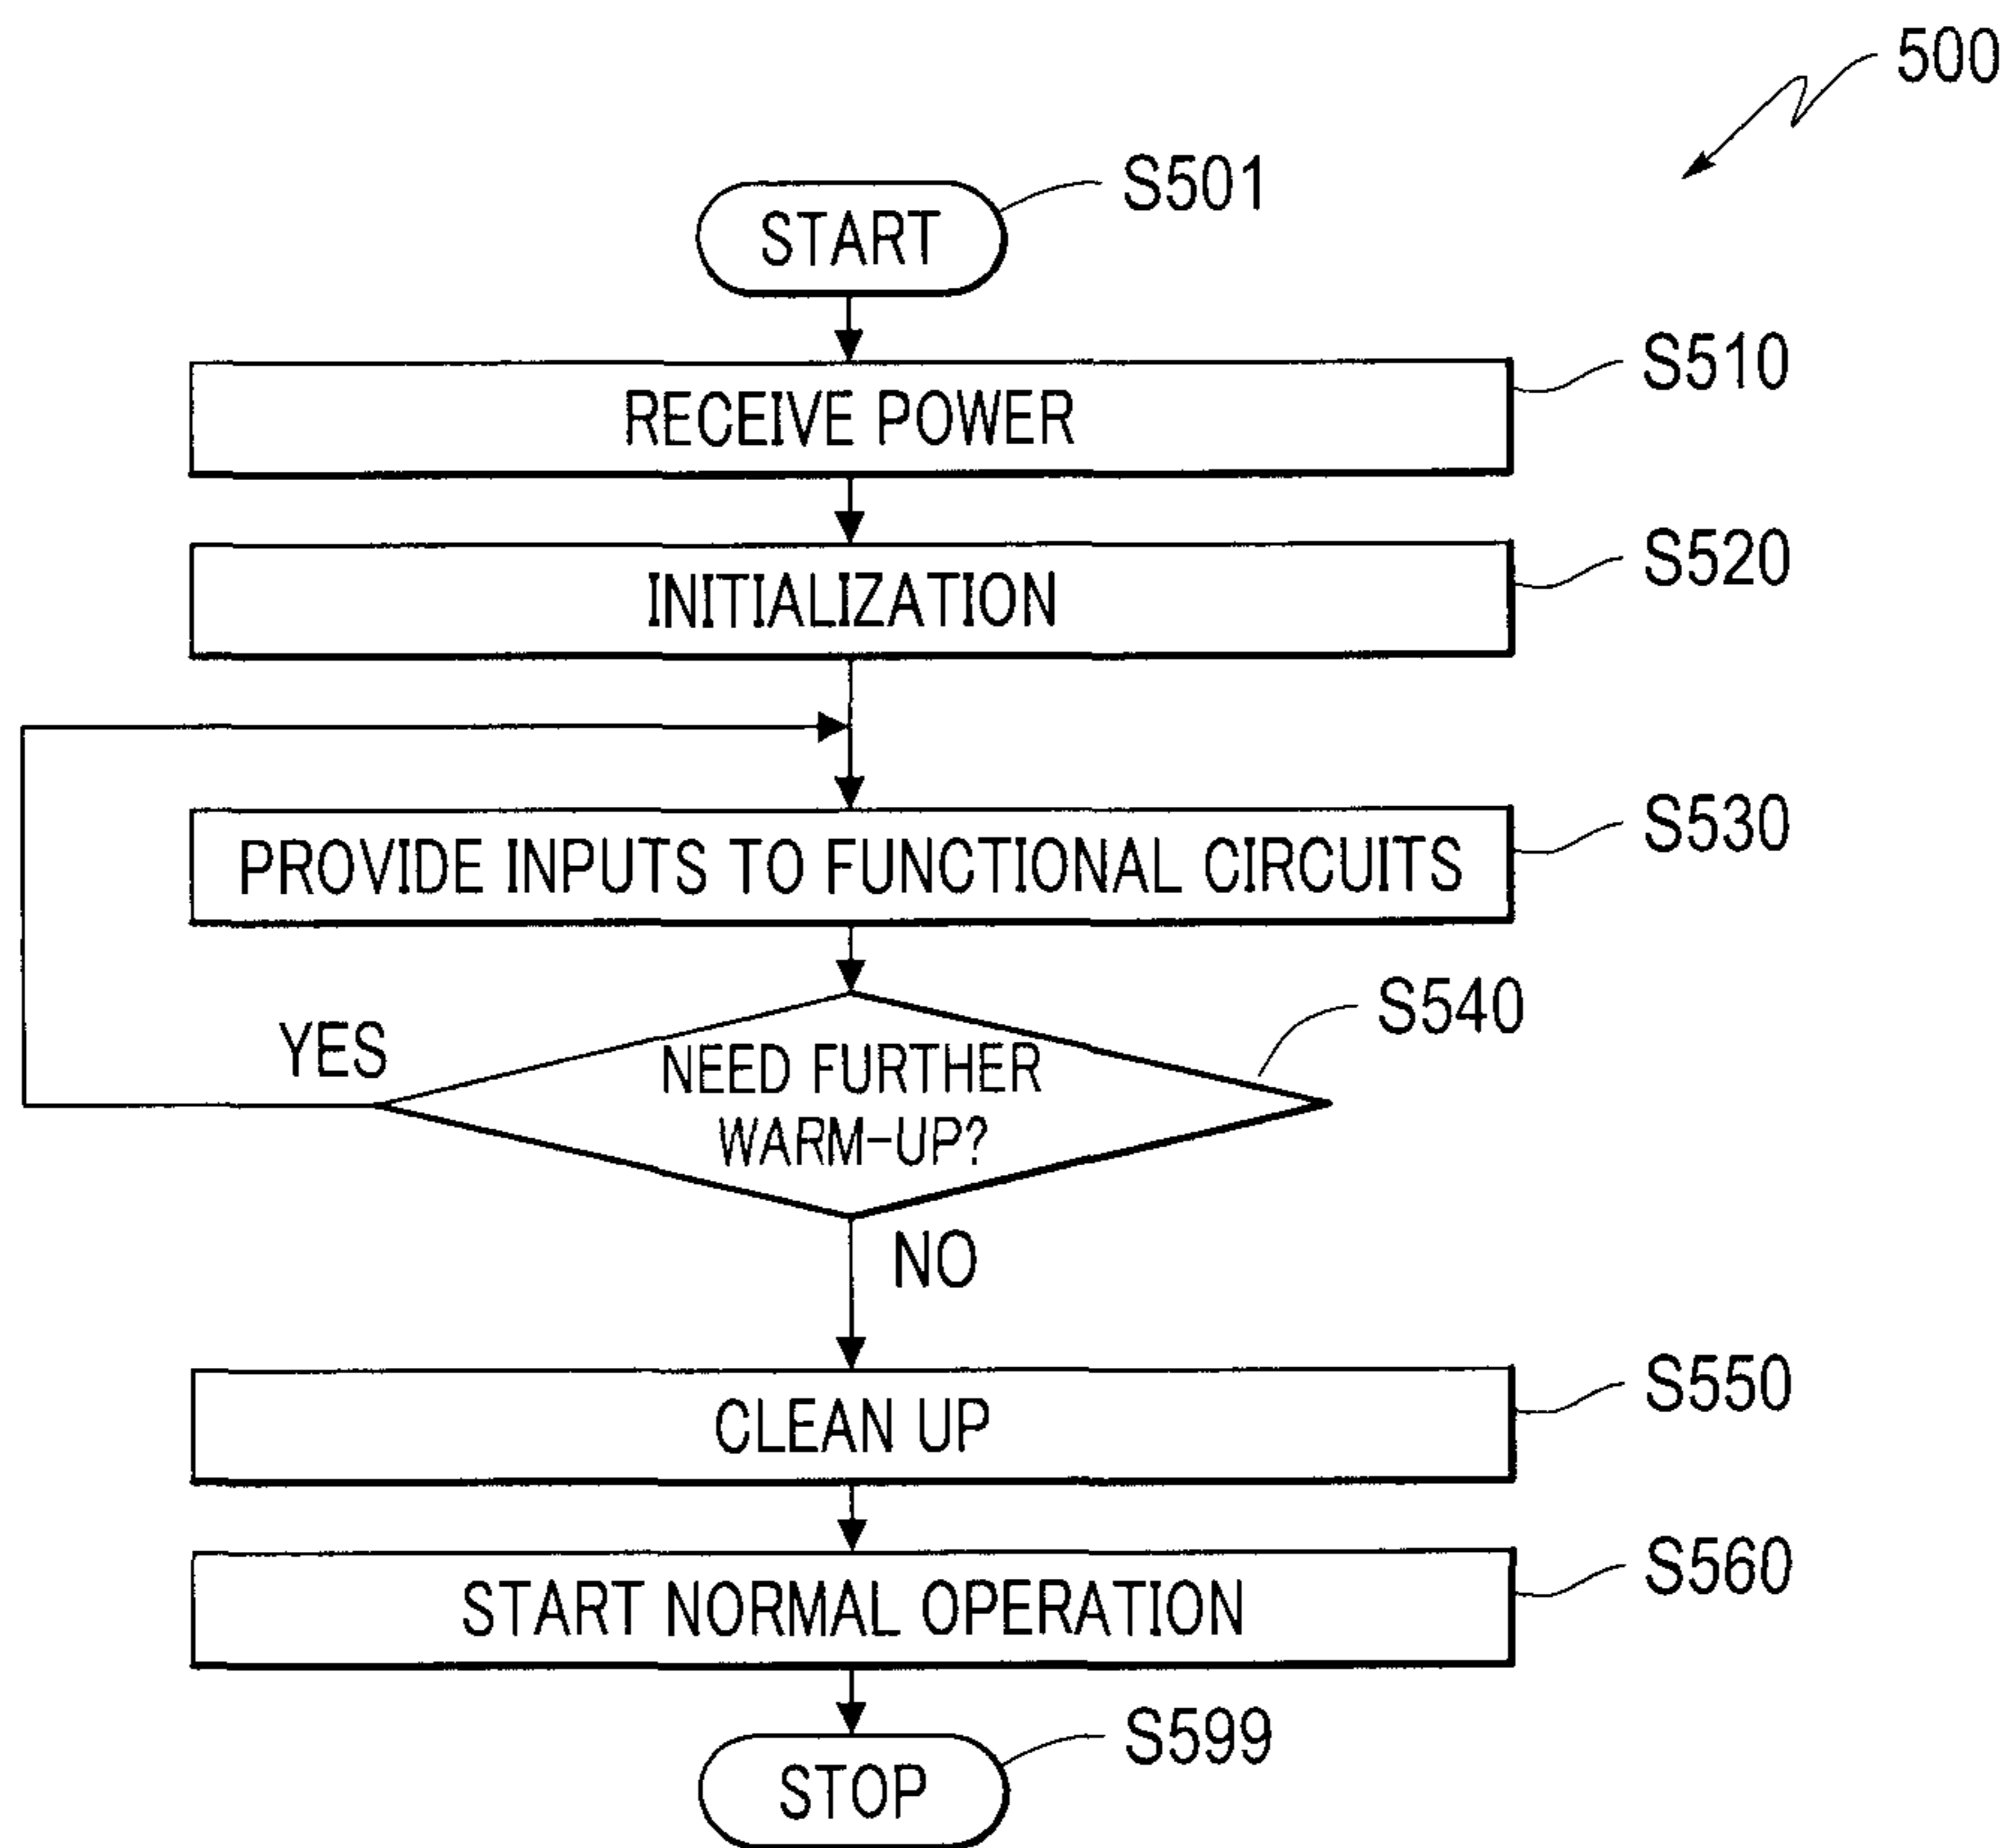 500
START
S501
RECEIVE POWER
S510
INITIALIZATION
S520
PROVIDE INPUTS TO FUNCTIONAL CIRCUITS
S530
YES
NEED FURTHER
WARM-UP?
S540
NO
CLEAN UP
S550
START NORMAL OPERATION
S560
STOP
S599